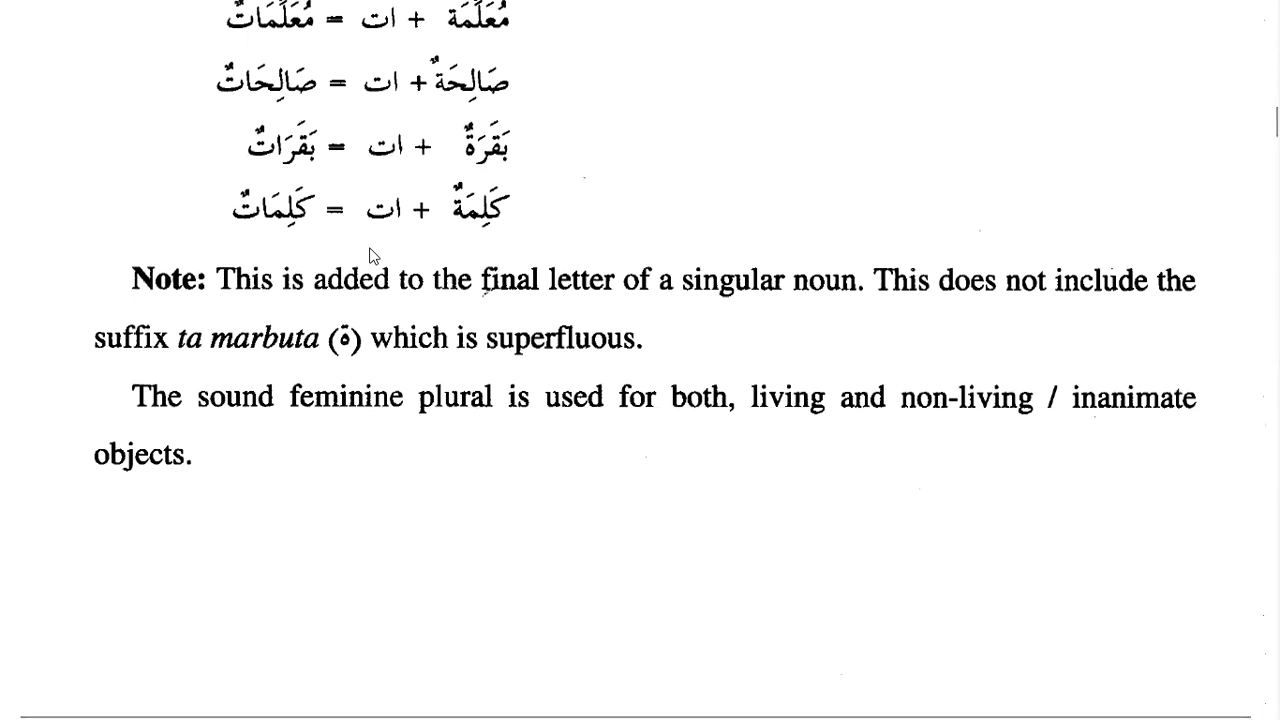 مُعَلِّمَة + ات = مُعَلِّمَاتٌ
صَالِحَةٌ + ات = صَالِحَاتٌ
بَقَرَةٌ + ات = بَقَرَاتٌ
كَلِمَةٌ + ات = كَلِمَاتٌ
Note: This is added to the final letter of a singular noun. This does not include the
suffix ta marbuta (ة) which is superfluous.
The sound feminine plural is used for both, living and non-living / inanimate
objects.